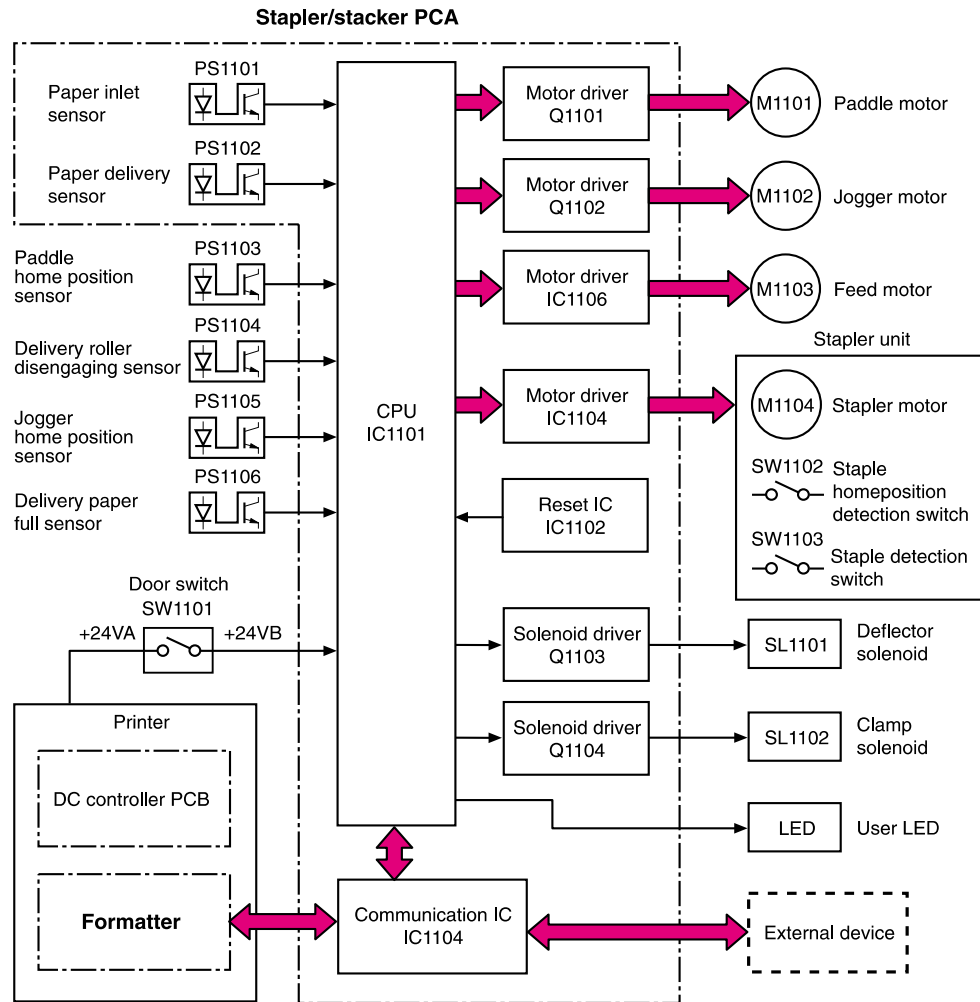 Stapler/stacker PCA
Paper inlet
sensor
PS1101
Paper delivery
sensor
PS1102
Paddle
home position
sensor
PS1103
Delivery roller
disengaging sensor
PS1104
Jogger
home position
sensor
PS1105
Delivery paper
full sensor
PS1106
Door switch
SW1101
+24VA
+24VB
Printer
DC controller PCB
Formatter
CPU
IC1101
Communication IC
IC1104
Motor driver
Q1101
M1101
Paddle motor
Motor driver
Q1102
M1102
Jogger motor
Motor driver
IC1106
M1103
Feed motor
Stapler unit
Motor driver
IC1104
M1104
Stapler motor
SW1102
Staple
homeposition
detection switch
SW1103
Staple detection
switch
Reset IC
IC1102
Solenoid driver
Q1103
SL1101
Deflector
solenoid
Solenoid driver
Q1104
SL1102
Clamp
solenoid
LED
User LED
External device